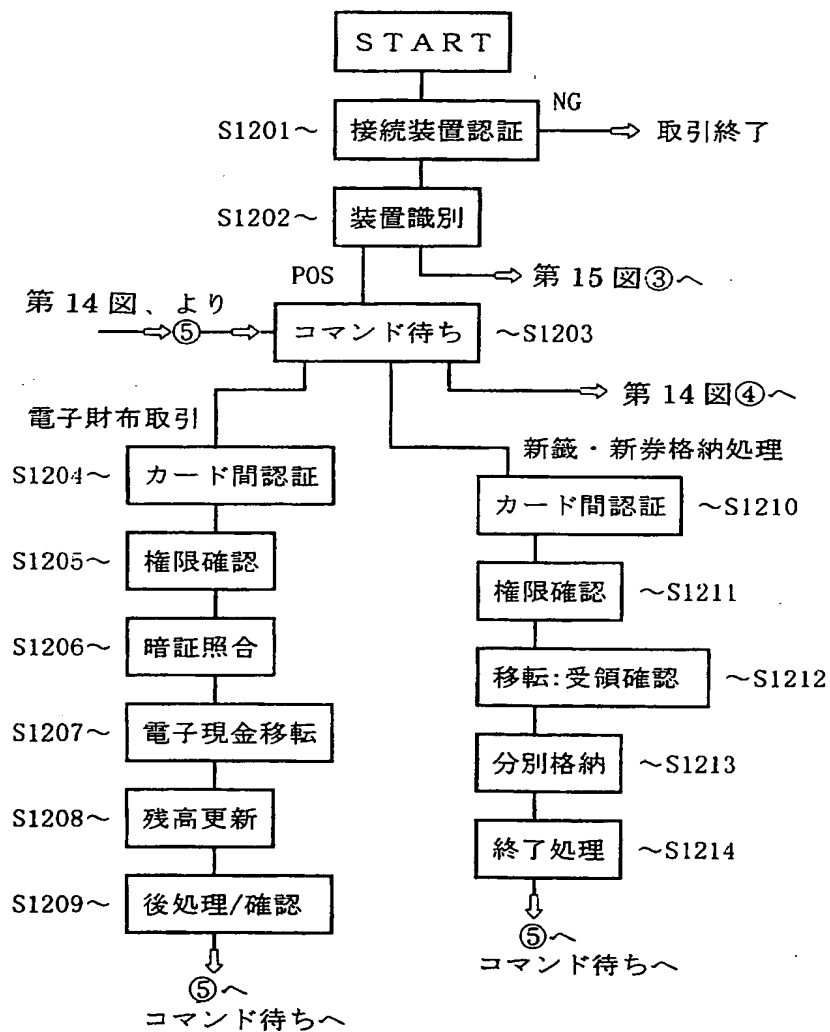 START
NG
S1201～ 接続装置認証 取引終了
S1202～ 装置識別
POS 第15図③へ
第14図、より
⑤ コマンド待ち ～S1203
第14図④へ
電子財布取引
新籤・新券格納処理
S1204～ カード間認証
カード間認証 ～S1210
S1205～ 権限確認
権限確認 ～S1211
S1206～ 暗証照合
移転:受領確認 ～S1212
S1207～ 電子現金移転
分別格納 ～S1213
S1208～ 残高更新
終了処理 ～S1214
S1209～ 後処理/確認
⑤へ
コマンド待ちへ
⑤へ
コマンド待ちへ